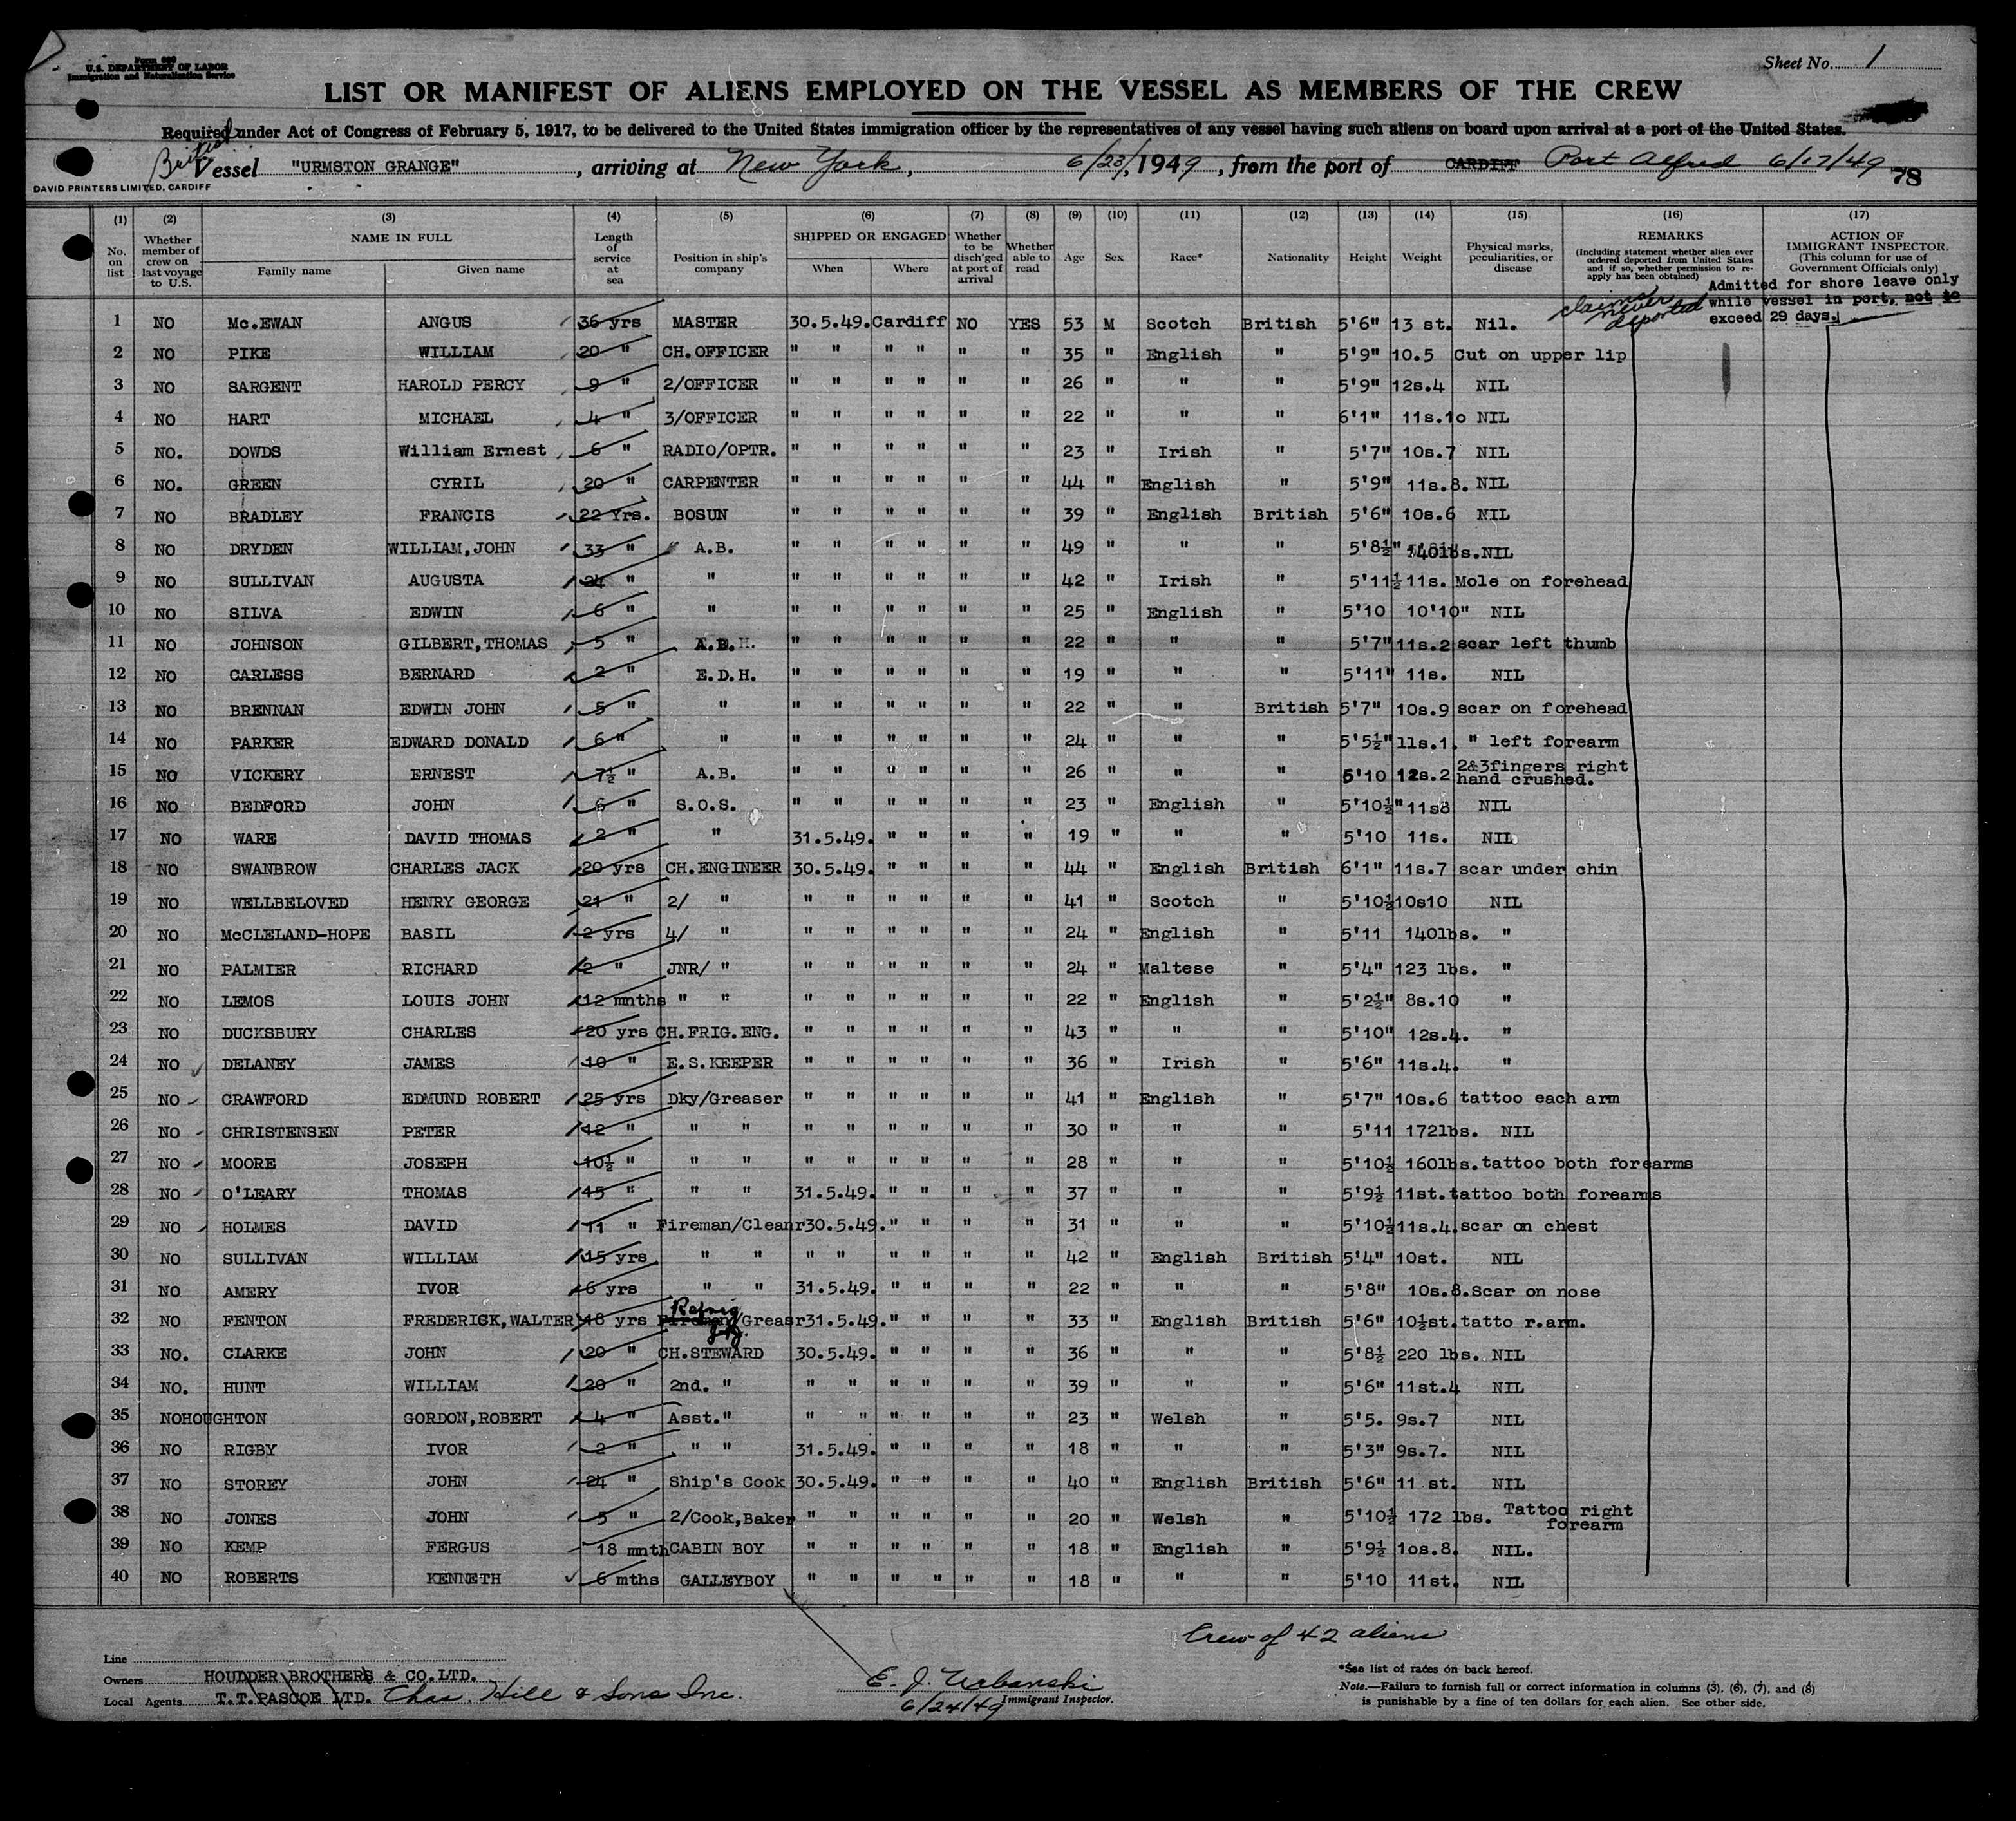 Form 689
U.S. DEPARTMENT OF LABOR
Immigration and Naturalization Service
Sheet No. 1
LIST OR MANIFEST OF ALIENS EMPLOYED ON THE VESSEL AS MEMBERS OF THE CREW
Required under Act of Congress of February 5, 1917, to be delivered to the United States immigration officer by the representatives of any vessel having such aliens on board upon arrival at a port of the United States.
British Vessel "URMSTON GRANGE", arriving at New York, 6/23, 1949, from the port of CARDIFF Port Alfred 6/17/49
DAVID PRINTERS LIMITED, CARDIFF
78
(1) (2) (3) (4) (5) (6) (7) (8) (9) (10) (11) (12) (13) (14) (15) (16) (17)
No. on list
Whether member of crew on last voyage to U.S.
NAME IN FULL
Family name Given name
Length of service at sea
Position in ship's company
SHIPPED OR ENGAGED
When Where
Whether to be disch'ged at port of arrival
Whether able to read
Age
Sex
Race*
Nationality
Height
Weight
Physical marks, peculiarities, or disease
REMARKS
(Including statement whether alien ever ordered deported from United States and if so, whether permission to re-apply has been obtained)
ACTION OF IMMIGRANT INSPECTOR.
(This column for use of Government Officials only)
Admitted for shore leave only while vessel in port, not to exceed 29 days.
claims never deported
1 NO Mc.EWAN ANGUS 36 yrs MASTER 30.5.49. Cardiff NO YES 53 M Scotch British 5'6" 13 st. Nil.
2 NO PIKE WILLIAM 20 " CH.OFFICER " " " " " " 35 " English " 5'9" 10.5 Cut on upper lip
3 NO SARGENT HAROLD PERCY 9 " 2/OFFICER " " " " " " 26 " " " 5'9" 12s.4 NIL
4 NO HART MICHAEL 4 " 3/OFFICER " " " " " " 22 " " " 6'1" 11s.10 NIL
5 NO. DOWDS William Ernest 6 " RADIO/OPTR. " " " " " " 23 " Irish " 5'7" 10s.7 NIL
6 NO. GREEN CYRIL 20 " CARPENTER " " " " " " 44 " English " 5'9" 11s.8. NIL
7 NO BRADLEY FRANCIS 22 Yrs. BOSUN " " " " " " 39 " English British 5'6" 10s.6 NIL
8 NO DRYDEN WILLIAM,JOHN 33 " A.B. " " " " " " 49 " " " 5'8½" 140lbs. NIL
9 NO SULLIVAN AUGUSTA 24 " " " " " " " " 42 " Irish " 5'11½ 11s. Mole on forehead
10 NO SILVA EDWIN 6 " " " " " " " " 25 " English " 5'10 10'10" NIL
11 NO JOHNSON GILBERT,THOMAS 5 " " " " " " " 22 " " " 5'7" 11s.2 scar left thumb
12 NO CARLESS BERNARD 2 " E.D.H. " " " " " " 19 " " " 5'11" 11s. NIL
13 NO BRENNAN EDWIN JOHN 5 " " " " " " " " 22 " " British 5'7" 10s.9 scar on forehead
14 NO PARKER EDWARD DONALD 6 " " " " " " " " 24 " " " 5'5½" 11s.1. " left forearm
15 NO VICKERY ERNEST 7½ " A.B. " " " " " " 26 " " " 5'10 12s.2 2&3fingers right hand crushed.
16 NO BEDFORD JOHN 6 " S.O.S. " " " " " " 23 " English " 5'10½" 11s8 NIL
17 NO WARE DAVID THOMAS 2 " " 31.5.49. " " " " 19 " " " 5'10 11s. NIL
18 NO SWANBROW CHARLES JACK 20 yrs CH.ENGINEER 30.5.49. " " " " 44 " English British 6'1" 11s.7 scar under chin
19 NO WELLBELOVED HENRY GEORGE 21 " 2/ " " " " " " " 41 " Scotch " 5'10½ 10s10 NIL
20 NO McCLELAND-HOPE BASIL 2 yrs 4/ " " " " " " " 24 " English " 5'11 140lbs. "
21 NO PALMIER RICHARD 2 " JNR/ " " " " " " " 24 " Maltese " 5'4" 123 lbs. "
22 NO LEMOS LOUIS JOHN 12 mnths " " " " " " " " 22 " English " 5'2½" 8s.10 "
23 NO DUCKSBURY CHARLES 20 yrs CH.FRIG.ENG. " " " " " " 43 " " " 5'10" 12s.4. "
24 NO DELANEY JAMES 10 " E.S.KEEPER " " " " " " 36 " Irish " 5'6" 11s.4. "
25 NO CRAWFORD EDMUND ROBERT 25 yrs Dky/Greaser " " " " " " 41 " English " 5'7" 10s.6 tattoo each arm
26 NO CHRISTENSEN PETER 12 " " " " " " " " " 30 " " " 5'11 172lbs. NIL
27 NO MOORE JOSEPH 10½ " " " " " " " " " 28 " " " 5'10½ 160lbs. tattoo both forearms
28 NO O'LEARY THOMAS 15 " " " 31.5.49. " " " " 37 " " " 5'9½ 11st. tattoo both forearms
29 NO HOLMES DAVID 11 " Fireman/Cleanr 30.5.49. " " " " 31 " " " 5'10½ 11s.4. scar on chest
30 NO SULLIVAN WILLIAM 15 yrs " " " " " " " " 42 " English British 5'4" 10st. NIL
31 NO AMERY IVOR 6 yrs " " 31.5.49. " " " " 22 " " " 5'8" 10s.8. Scar on nose
32 NO FENTON FREDERICK,WALTER 18 yrs Fireman Refrig /Greasr 31.5.49. " " " " 33 " English British 5'6" 10½st. tatto r.arm.
33 NO. CLARKE JOHN 20 " CH.STEWARD 30.5.49. " " " " 36 " " " 5'8½ 220 lbs. NIL
34 NO. HUNT WILLIAM 20 " 2nd. " " " " " " " 39 " " " 5'6" 11st.4 NIL
35 NO HOUGHTON GORDON,ROBERT 4 " Asst." " " " " " " 23 " Welsh " 5'5. 9s.7 NIL
36 NO RIGBY IVOR 2 " " " 31.5.49. " " " " 18 " " " 5'3" 9s.7. NIL
37 NO STOREY JOHN 24 " Ship's Cook 30.5.49. " " " " 40 " English British 5'6" 11 st. NIL
38 NO JONES JOHN 5 " 2/Cook,Baker " " " " " " 20 " Welsh " 5'10½ 172 lbs. Tattoo right forearm
39 NO KEMP FERGUS 18 mnth CABIN BOY " " " " " " 18 " English " 5'9½ 10s.8. NIL.
40 NO ROBERTS KENNETH 6 mths GALLEYBOY " " " " " " 18 " " " 5'10 11st. NIL
Crew of 42 aliens
Line
Owners HOULDER BROTHERS & CO.LTD.
Local Agents T.T.PASCOE LTD. Chas. Hill & Sons Inc.
E. J. Urbanski
6/24/49 Immigrant Inspector.
*See list of races on back hereof.
Note.—Failure to furnish full or correct information in columns (3), (6), (7), and (8)
is punishable by a fine of ten dollars for each alien. See other side.